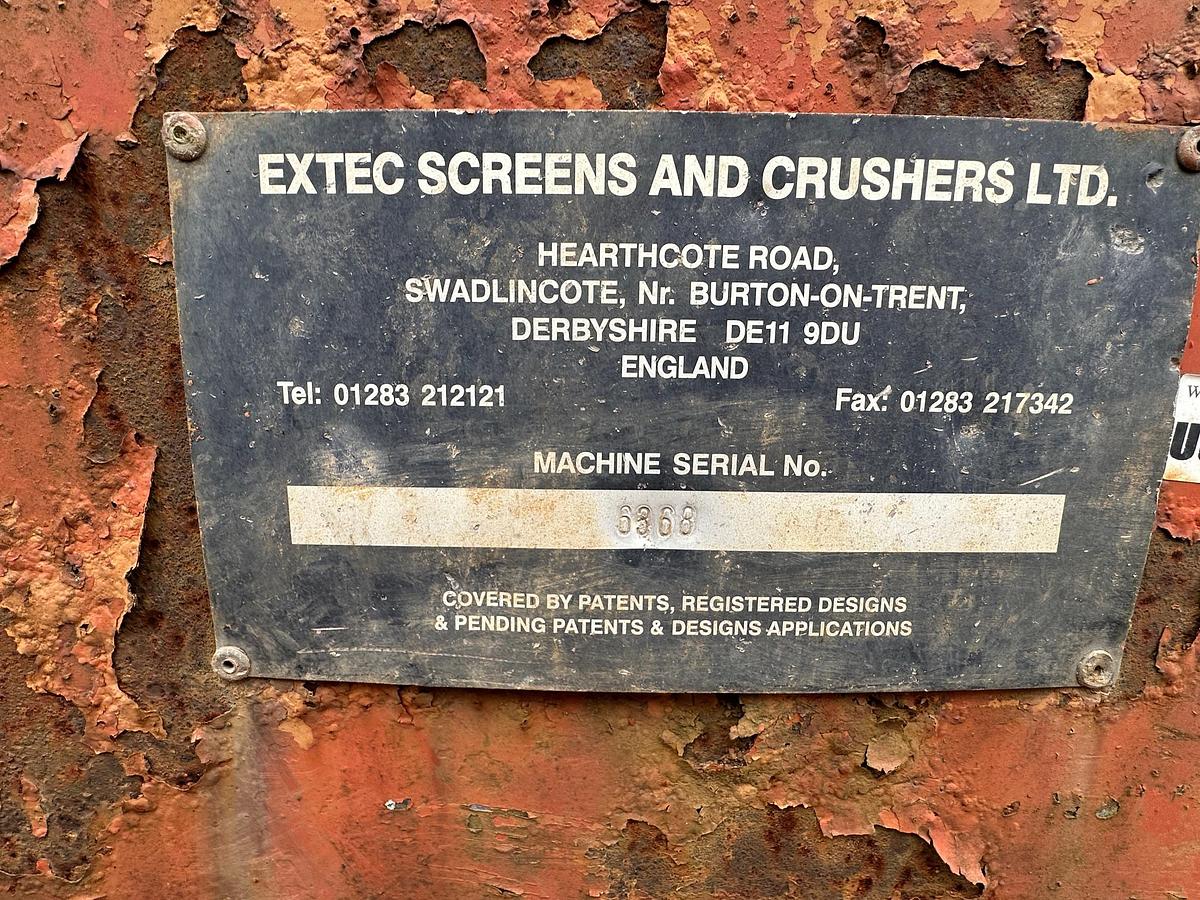 EXTEC SCREENS AND CRUSHERS LTD.
HEARTHCOTE ROAD,
SWADLINCOTE, Nr. BURTON-ON-TRENT,
DERBYSHIRE DE11 9DU
ENGLAND
Tel: 01283 212121 Fax: 01283 217342
MACHINE SERIAL No.
6368
COVERED BY PATENTS, REGISTERED DESIGNS
& PENDING PATENTS & DESIGNS APPLICATIONS